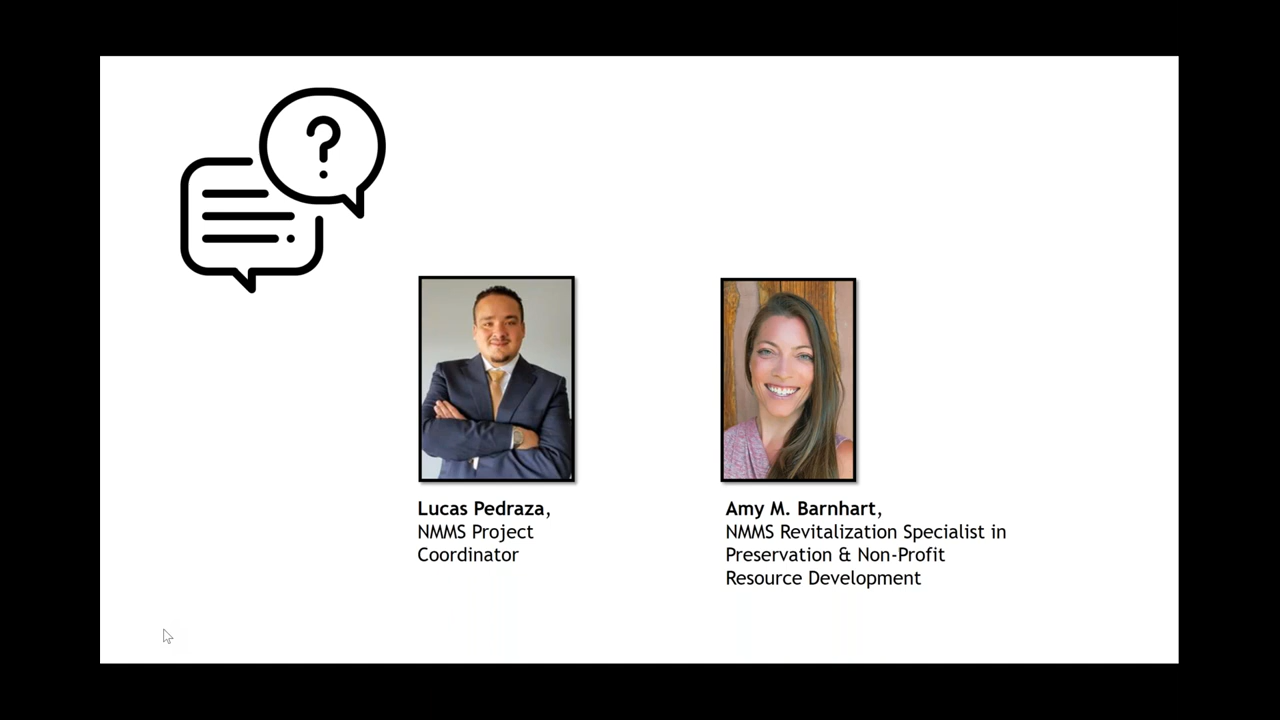 ?
Lucas Pedraza,
NMMS Project
Coordinator
Amy M. Barnhart,
NMMS Revitalization Specialist in
Preservation & Non-Profit
Resource Development